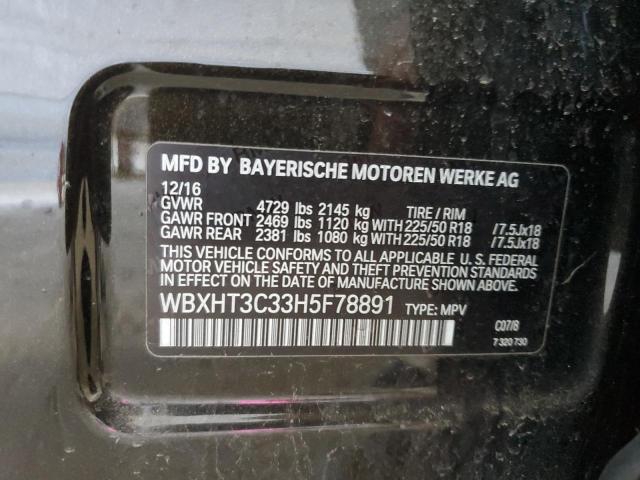 MFD BY BAYERISCHE MOTOREN WERKE AG
12/16
GVWR 4729 lbs 2145 kg TIRE / RIM
GAWR FRONT 2469 lbs 1120 kg WITH 225/50 R18 /7.5Jx18
GAWR REAR 2381 lbs 1080 kg WITH 225/50 R18 /7.5Jx18
THIS VEHICLE CONFORMS TO ALL APPLICABLE U. S. FEDERAL
MOTOR VEHICLE SAFETY AND THEFT PREVENTION STANDARDS
IN EFFECT ON THE DATE OF MANUFACTURE SHOWN ABOVE.
WBXHT3C33H5F78891 TYPE: MPV
C07/8
7 320 730